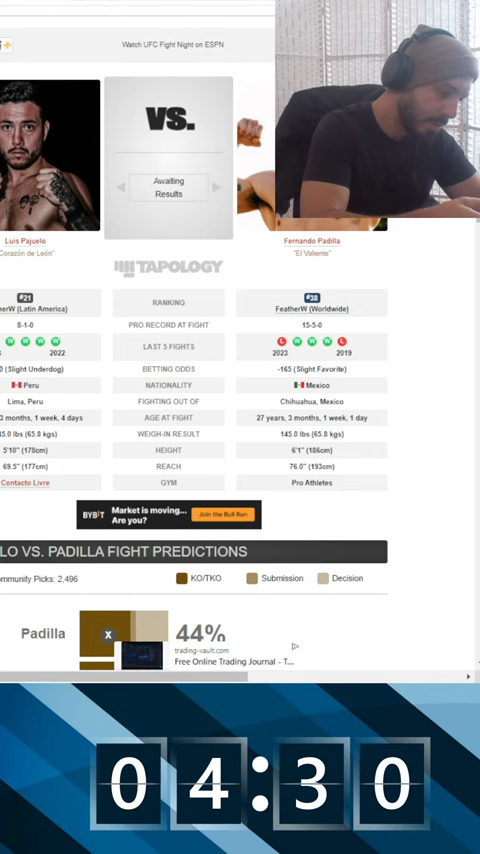 Watch UFC Fight Night on ESPN
VS.
Awaiting
Results
Luis Pajuelo
Corazón de León"
Fernando Padilla
"El Valiente"
TAPOLOGY
#21
herW (Latin America)
RANKING
#38
FeatherW (Worldwide)
8-1-0
PRO RECORD AT FIGHT
15-5-0
W W W W
LAST 5 FIGHTS
L W W W L
2022
2023 2019
0 (Slight Underdog)
BETTING ODDS
-165 (Slight Favorite)
Peru
NATIONALITY
Mexico
Lima, Peru
FIGHTING OUT OF
Chihuahua, Mexico
3 months, 1 week, 4 days
AGE AT FIGHT
27 years, 3 months, 1 week, 1 day
45.0 lbs (65.8 kgs)
WEIGH-IN RESULT
145.0 lbs (65.8 kgs)
5'10" (178cm)
HEIGHT
6'1" (186cm)
69.5" (177cm)
REACH
76.0" (193cm)
Contacto Livre
GYM
Pro Athletes
BYBIT
Market is moving...
Are you?
Join the Bull Run
LO VS. PADILLA FIGHT PREDICTIONS
mmunity Picks: 2,496
KO/TKO
Submission
Decision
Padilla
X
44%
trading-vault.com
Free Online Trading Journal - T...
04:30